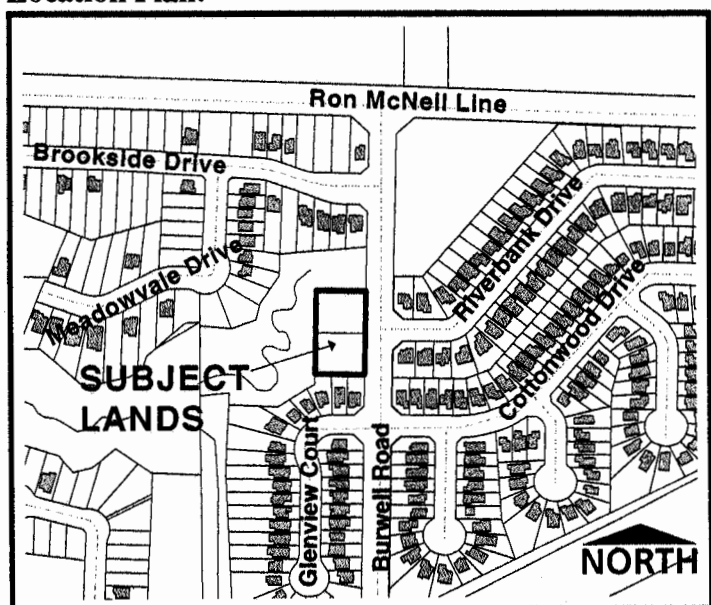 Location Plan:
Ron McNeil Line
Brookside Drive
Riverbank Drive
Meadowvale Drive
Cottonwood Drive
SUBJECT
LANDS
Glenview Court
Burwell Road
NORTH